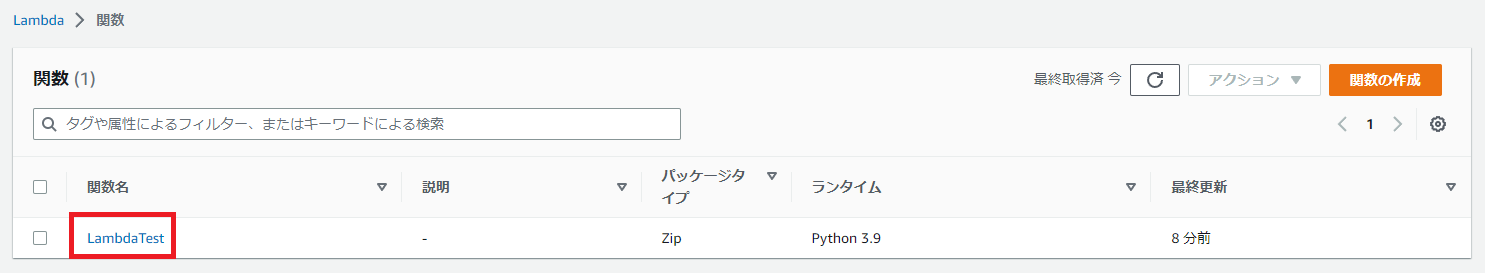 Lambda > 関数
関数 (1)
最終取得済 今
アクション ▼
関数の作成
タグや属性によるフィルター、またはキーワードによる検索
< 1 >
関数名
説明
パッケージタ
イプ
ランタイム
最終更新
LambdaTest
-
Zip
Python 3.9
8 分前